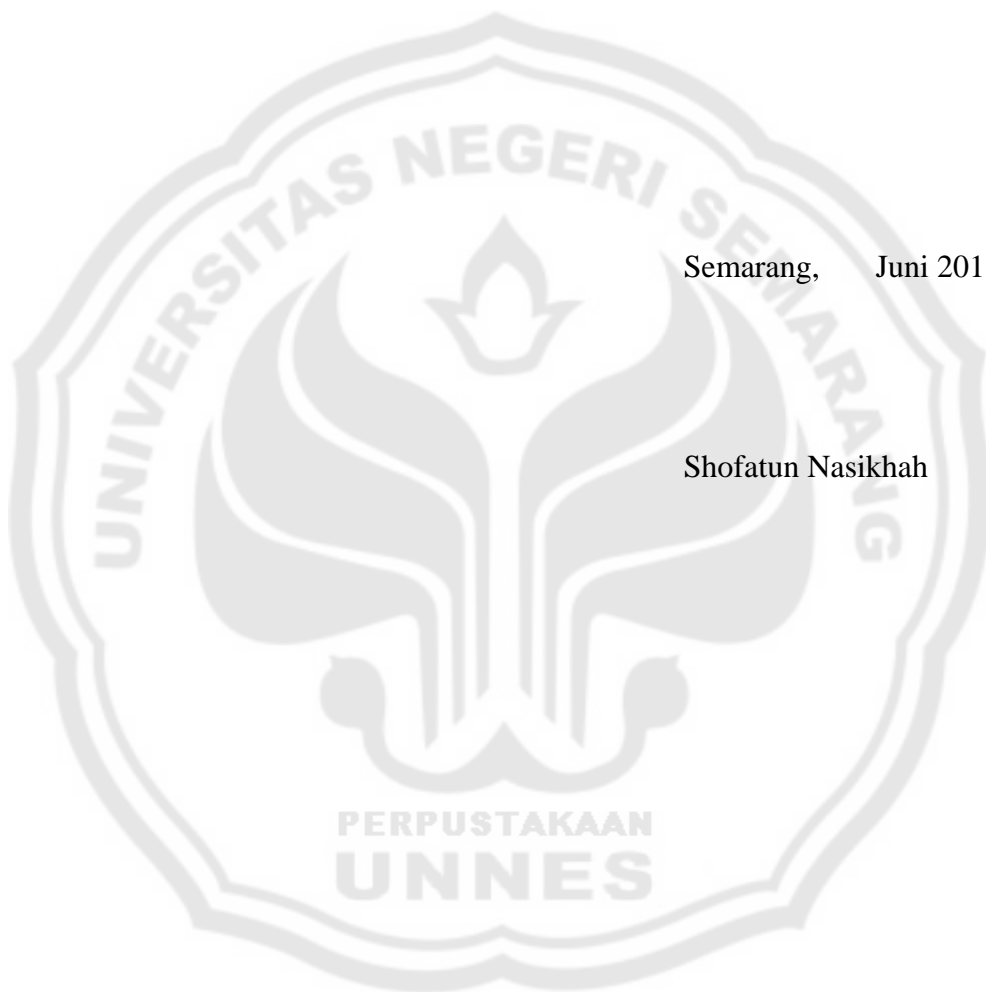 UNIVERSITAS NEGERI SEMARANG
Semarang, Juni 201
Shofatun Nasikhah
PERPUSTAKAAN
UNNES